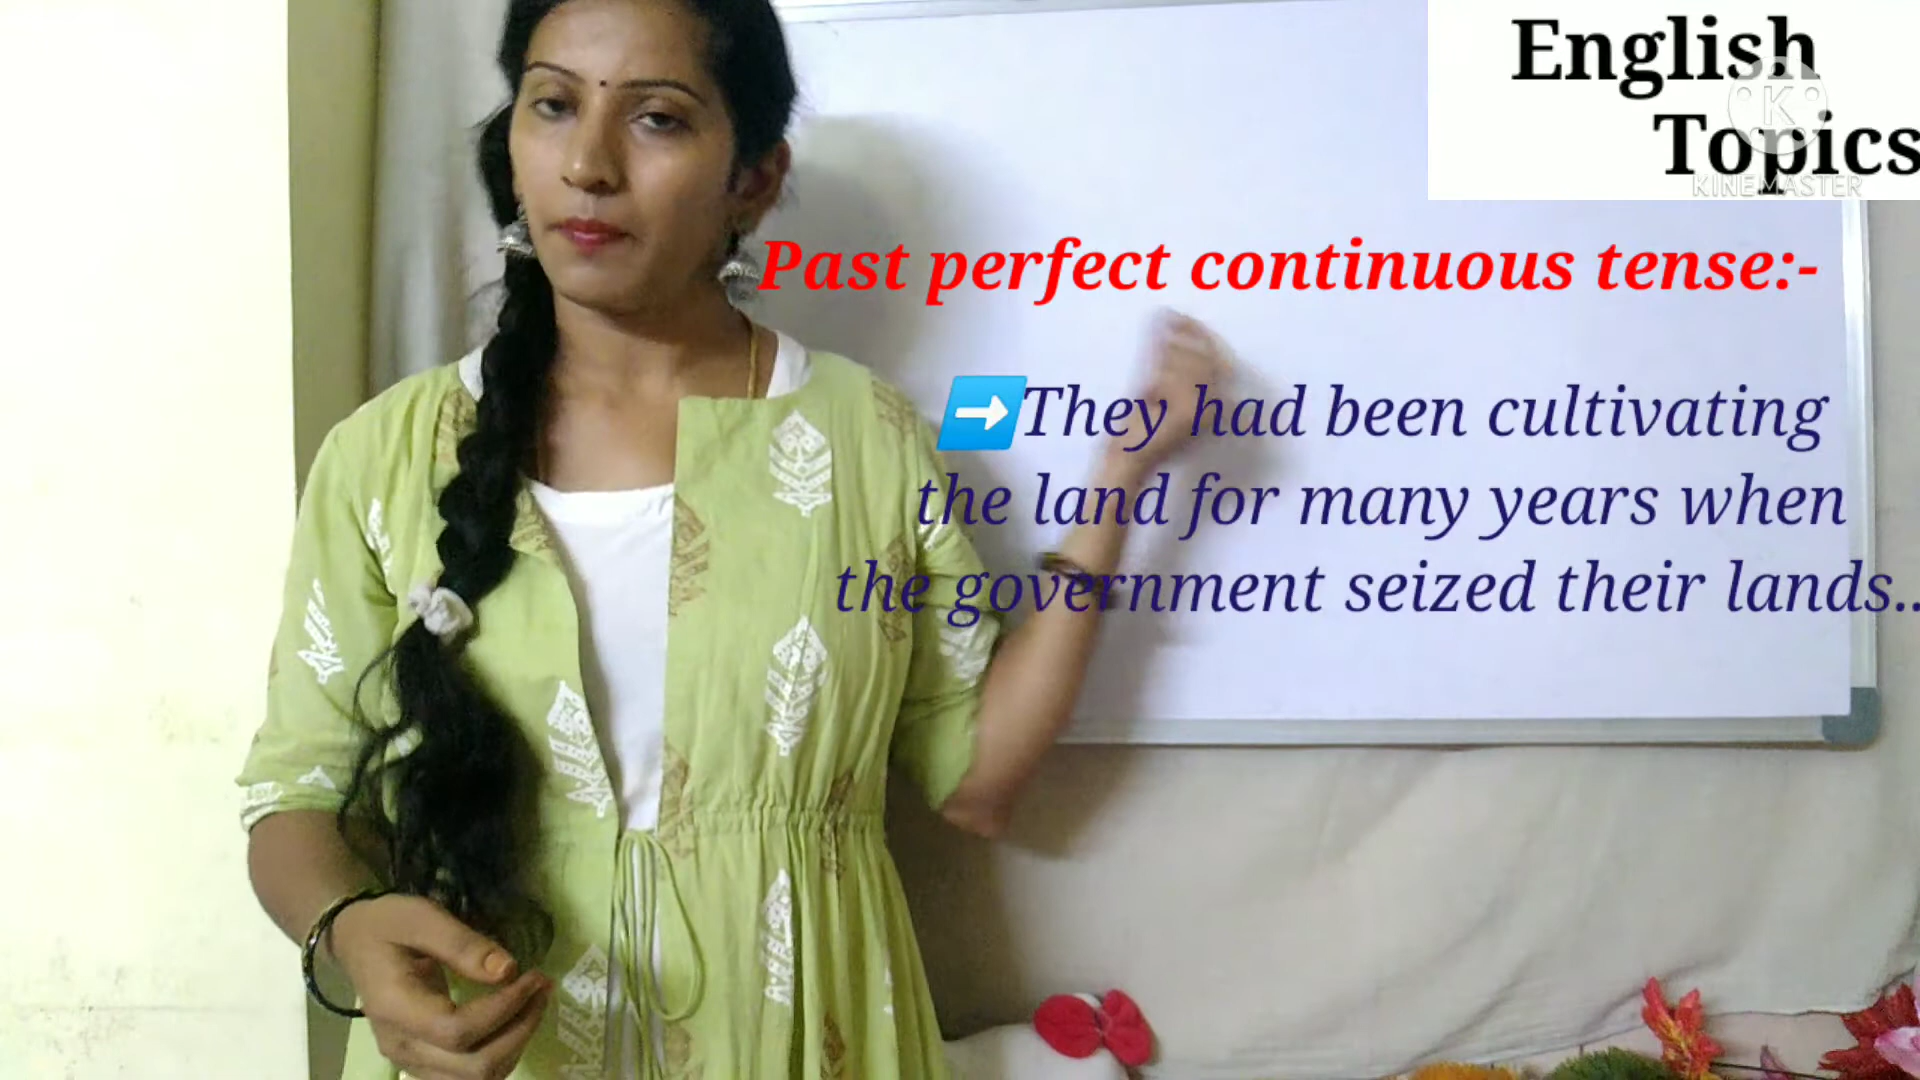 English
Topics
KINEMASTER
Past perfect continuous tense:-
➡They had been cultivating
the land for many years when
the government seized their lands..